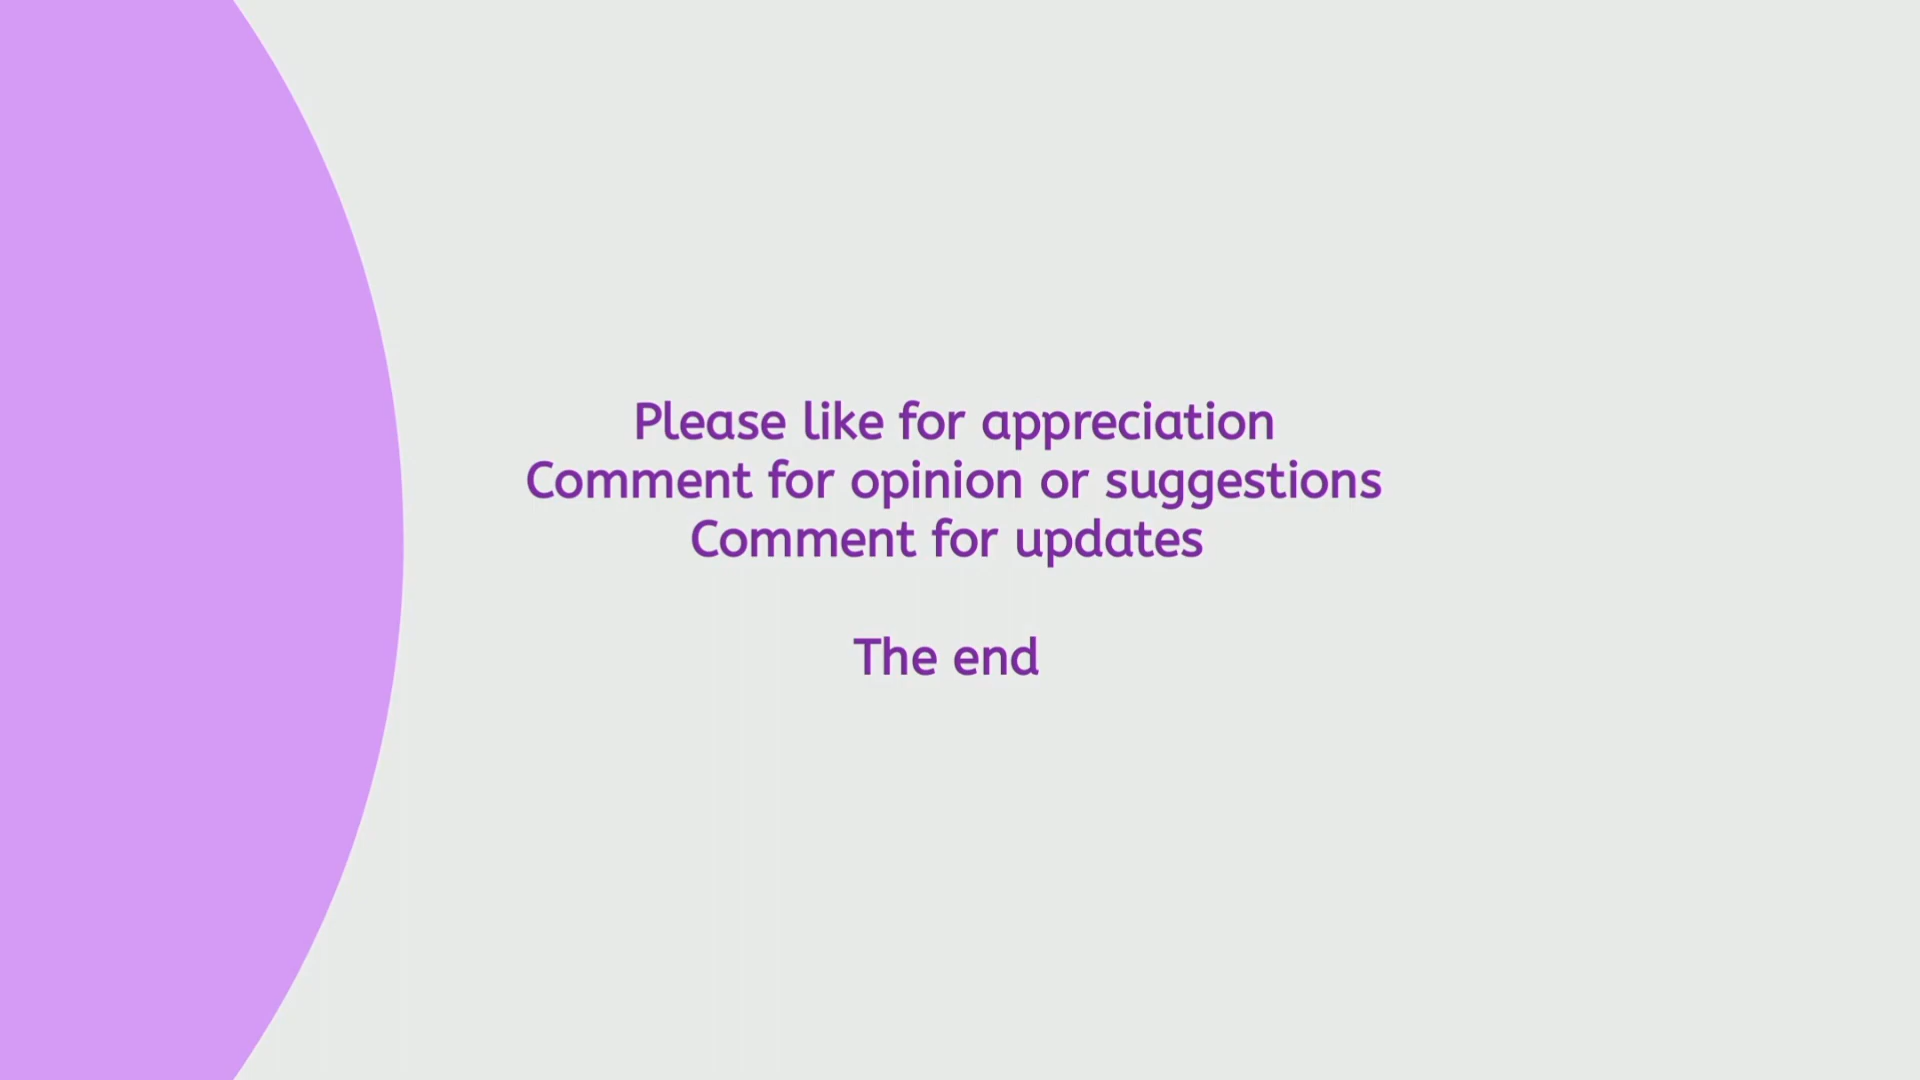 Please like for appreciation
Comment for opinion or suggestions
Comment for updates
The end